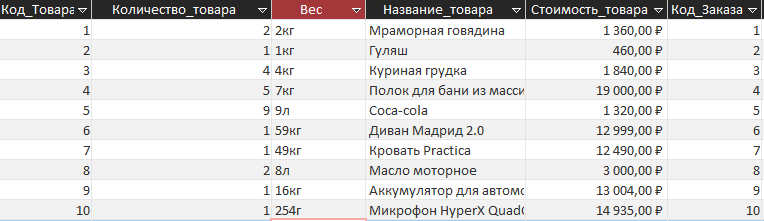 Код_Товара Количество_товара Вес Название_товара Стоимость_товара Код_Заказа
1 2 2кг Мраморная говядина 1 360,00 ₽ 1
2 1 1кг Гуляш 460,00 ₽ 2
3 4 4кг Куриная грудка 1 840,00 ₽ 3
4 5 7кг Полок для бани из масси 19 000,00 ₽ 4
5 9 9л Coca-cola 1 320,00 ₽ 5
6 1 59кг Диван Мадрид 2.0 12 999,00 ₽ 6
7 1 49кг Кровать Practica 12 490,00 ₽ 7
8 2 8л Масло моторное 3 000,00 ₽ 8
9 1 16кг Аккумулятор для автомо 13 004,00 ₽ 9
10 1 254г Микрофон HyperX Quad 14 935,00 ₽ 10